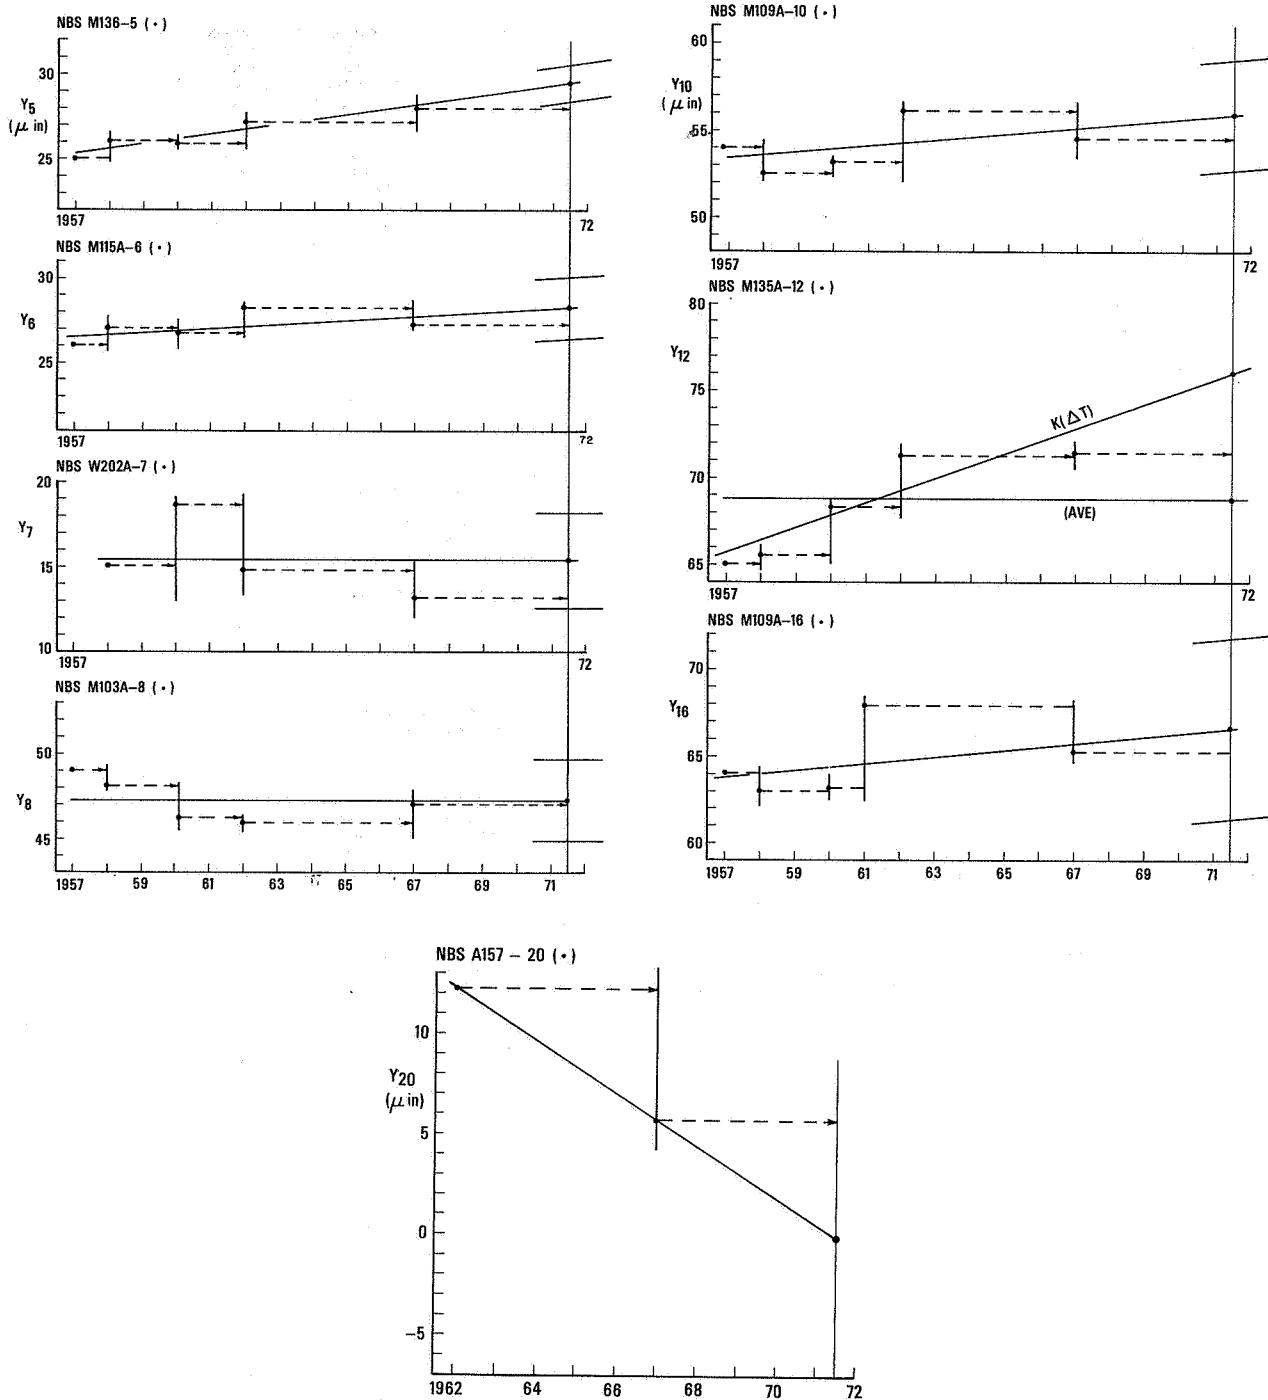 NBS M136-5 (•)
30
Y5
(μ in)
25
1957 72
NBS M115A-6 (•)
30
Y6
25
1957 72
NBS W202A-7 (•)
20
Y7
15
10
1957 72
NBS M103A-8 (•)
50
Y8
45
1957 59 61 63 65 67 69 71
NBS M109A-10 (•)
60
Y10
(μ in)
55
50
1957 72
NBS M135A-12 (•)
80
Y12
75
K(ΔT)
70
(AVE)
65
1957 72
NBS M109A-16 (•)
70
Y16
65
60
1957 59 61 63 65 67 69 71
NBS A157 - 20 (•)
10
Y20
(μ in)
5
0
-5
1962 64 66 68 70 72